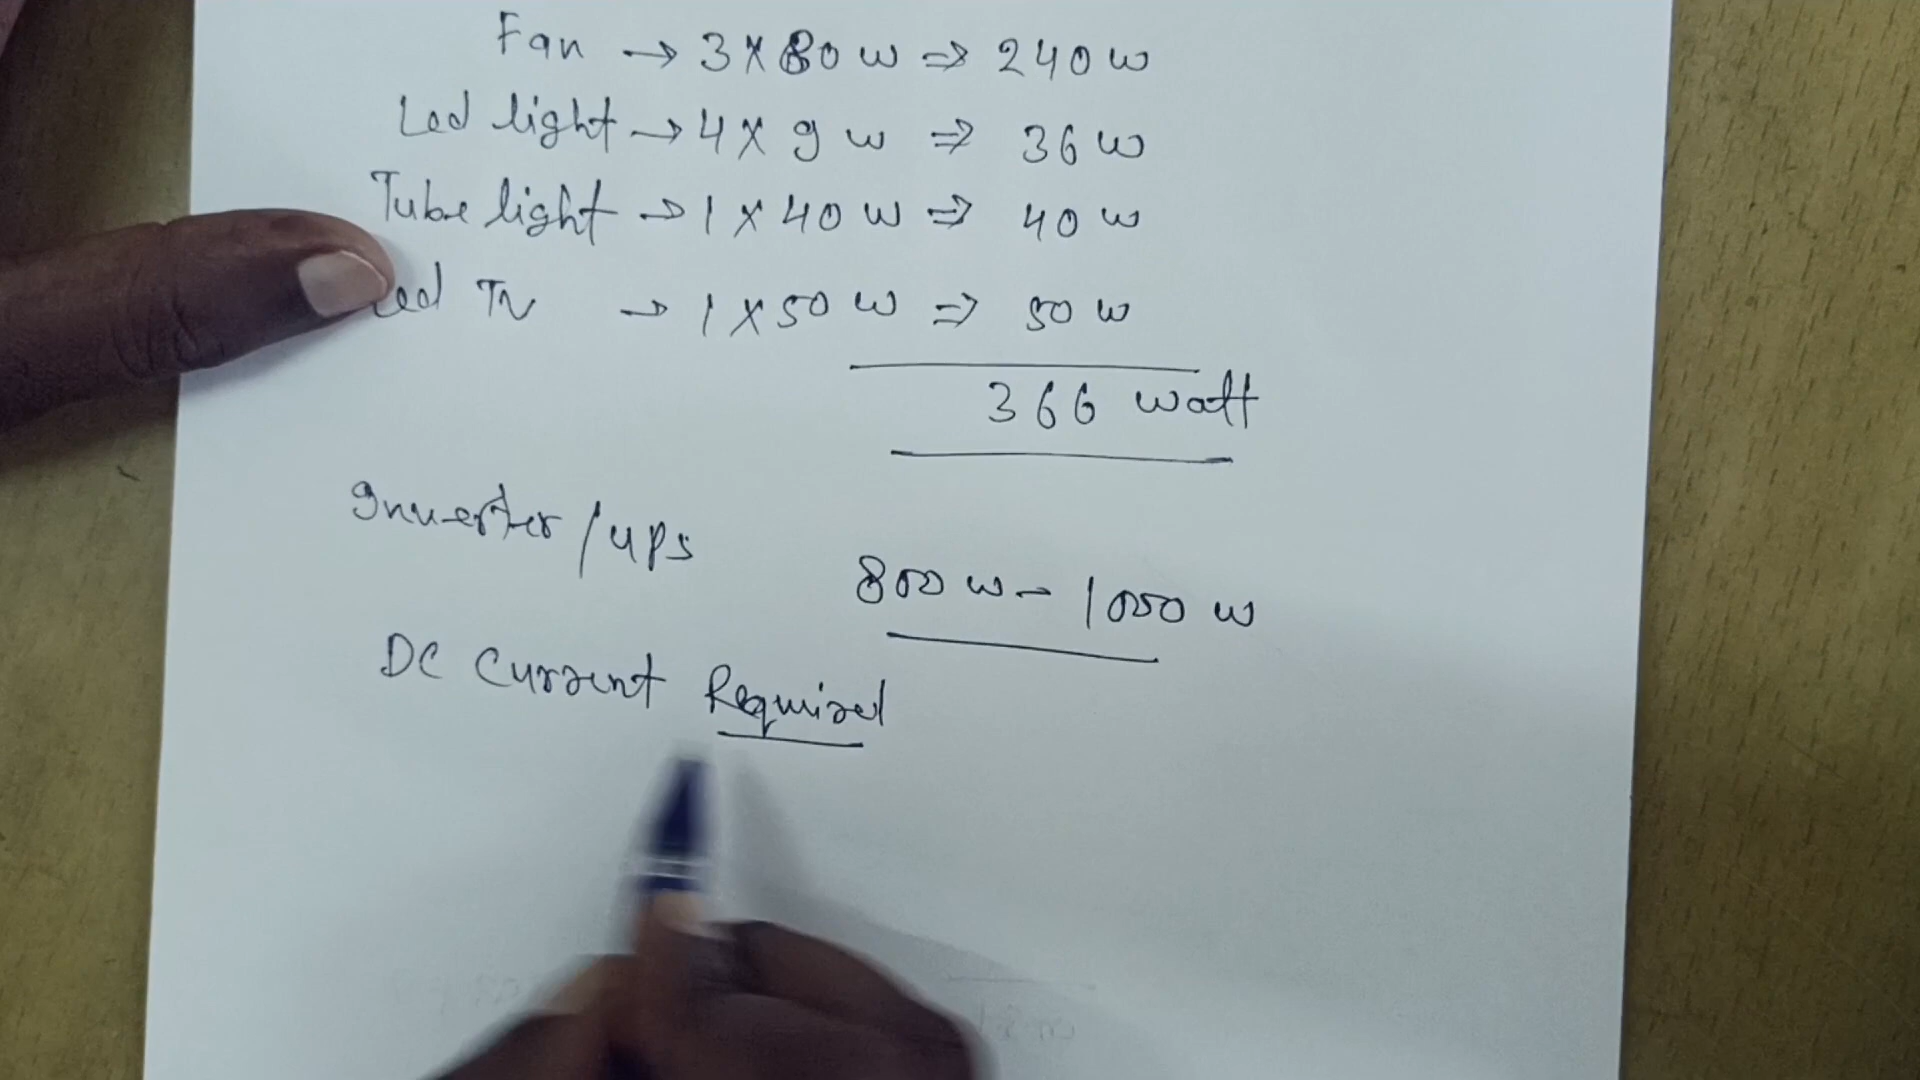 Fan → 3 X 80 w ⇒ 240 w
Led light → 4 X 9 w ⇒ 36 w
Tube light → 1 X 40 w ⇒ 40 w
Led TV → 1 X 50 w ⇒ 50 w
366 watt
Inverter / ups
800 w - 1000 w
DC Current Required